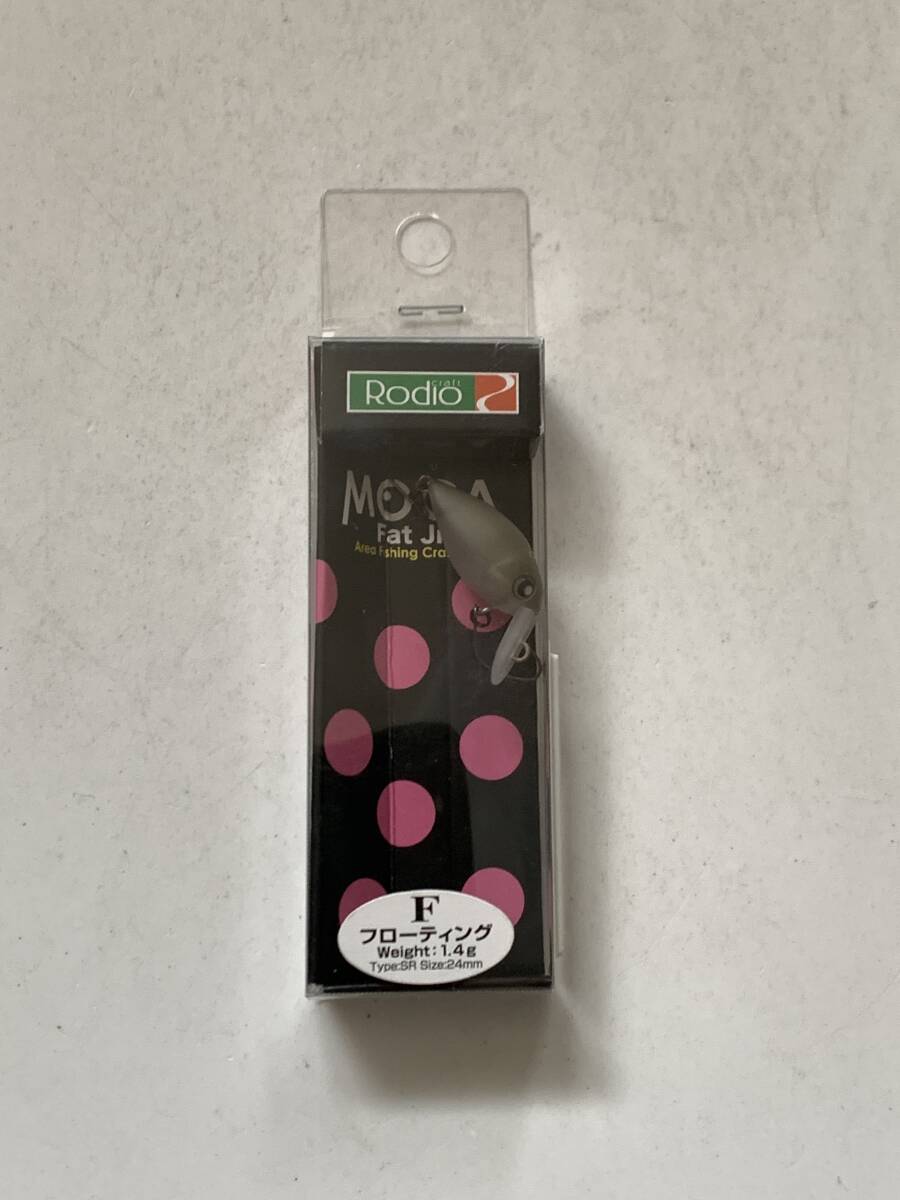 Rodio craft
Fat Jr
Area Fishing Cra
F
フローティング
Weight:1.4g
Type:SR Size:24mm